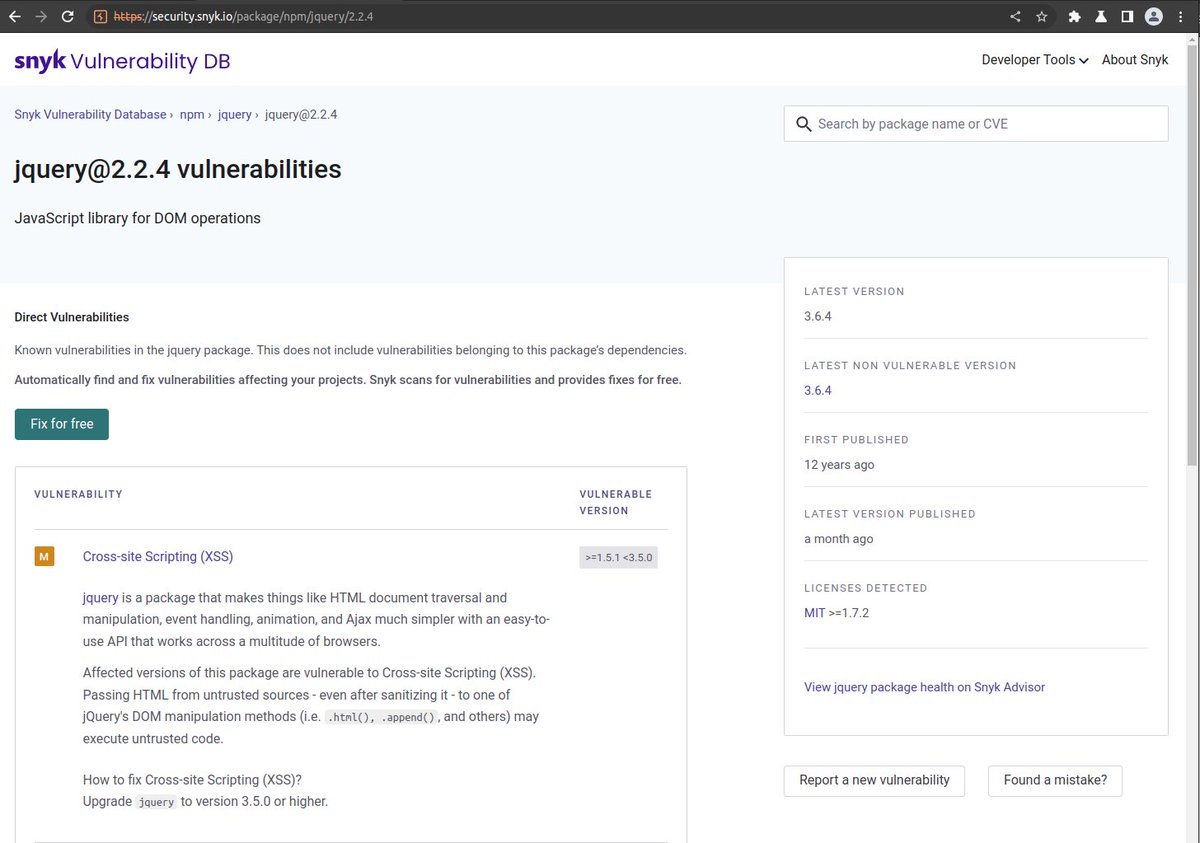 https://security.snyk.io/package/npm/jquery/2.2.4
snyk Vulnerability DB
Developer Tools
About Snyk
Snyk Vulnerability Database › npm › jquery › jquery@2.2.4
Search by package name or CVE
jquery@2.2.4 vulnerabilities
JavaScript library for DOM operations
Direct Vulnerabilities
Known vulnerabilities in the jquery package. This does not include vulnerabilities belonging to this package's dependencies.
Automatically find and fix vulnerabilities affecting your projects. Snyk scans for vulnerabilities and provides fixes for free.
Fix for free
VULNERABILITY
VULNERABLE
VERSION
M
Cross-site Scripting (XSS)
>=1.5.1 <3.5.0
jquery is a package that makes things like HTML document traversal and
manipulation, event handling, animation, and Ajax much simpler with an easy-to-
use API that works across a multitude of browsers.
Affected versions of this package are vulnerable to Cross-site Scripting (XSS).
Passing HTML from untrusted sources - even after sanitizing it - to one of
jQuery's DOM manipulation methods (i.e. .html(), .append(), and others) may
execute untrusted code.
How to fix Cross-site Scripting (XSS)?
Upgrade jquery to version 3.5.0 or higher.
LATEST VERSION
3.6.4
LATEST NON VULNERABLE VERSION
3.6.4
FIRST PUBLISHED
12 years ago
LATEST VERSION PUBLISHED
a month ago
LICENSES DETECTED
MIT >=1.7.2
View jquery package health on Snyk Advisor
Report a new vulnerability
Found a mistake?